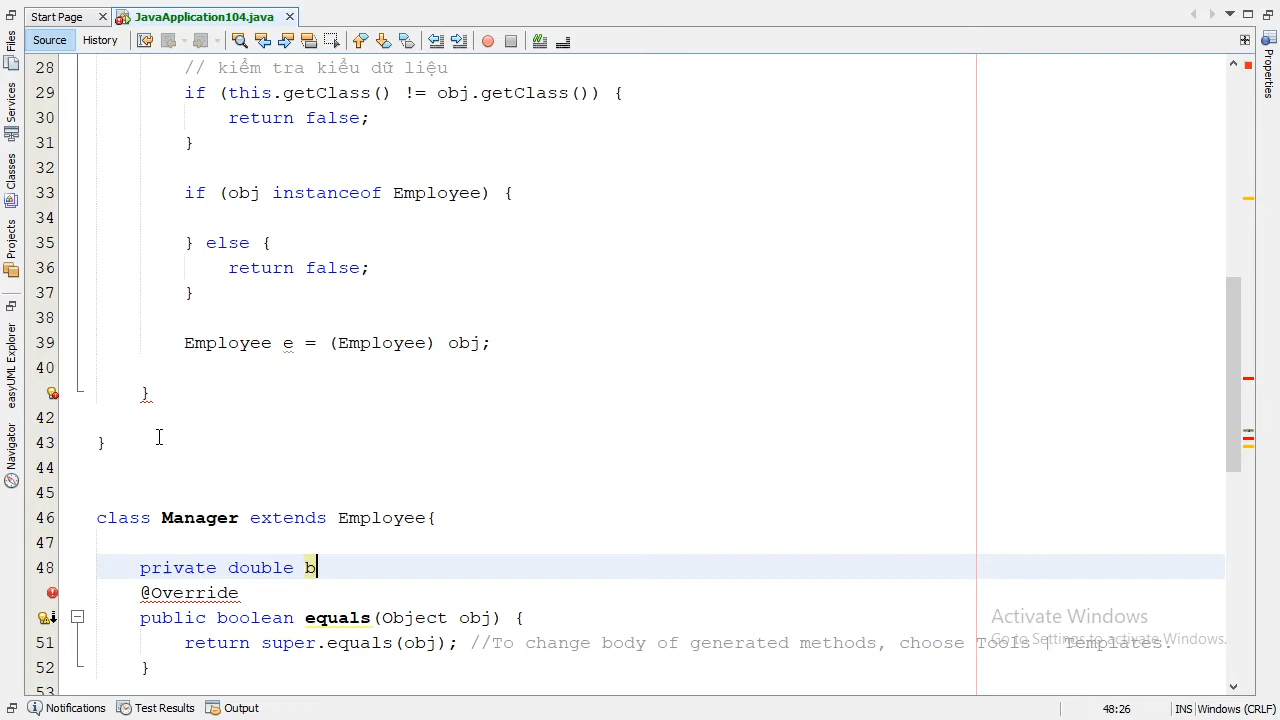 Start Page
JavaApplication104.java
Source
History
28 // kiểm tra kiểu dữ liệu
29 if (this.getClass() != obj.getClass()) {
30 return false;
31 }
32
33 if (obj instanceof Employee) {
34
35 } else {
36 return false;
37 }
38
39 Employee e = (Employee) obj;
40
}
42
43 }
44
45
46 class Manager extends Employee{
47
48 private double b
@Override
public boolean equals(Object obj) {
51 return super.equals(obj); //To change body of generated methods, choose Tools | Templates.
52 }
53
Files
Services
Classes
Projects
easyUML Explorer
Navigator
Properties
Activate Windows
Go to Settings to activate Windows.
Notifications
Test Results
Output
48:26
INS
Windows (CRLF)